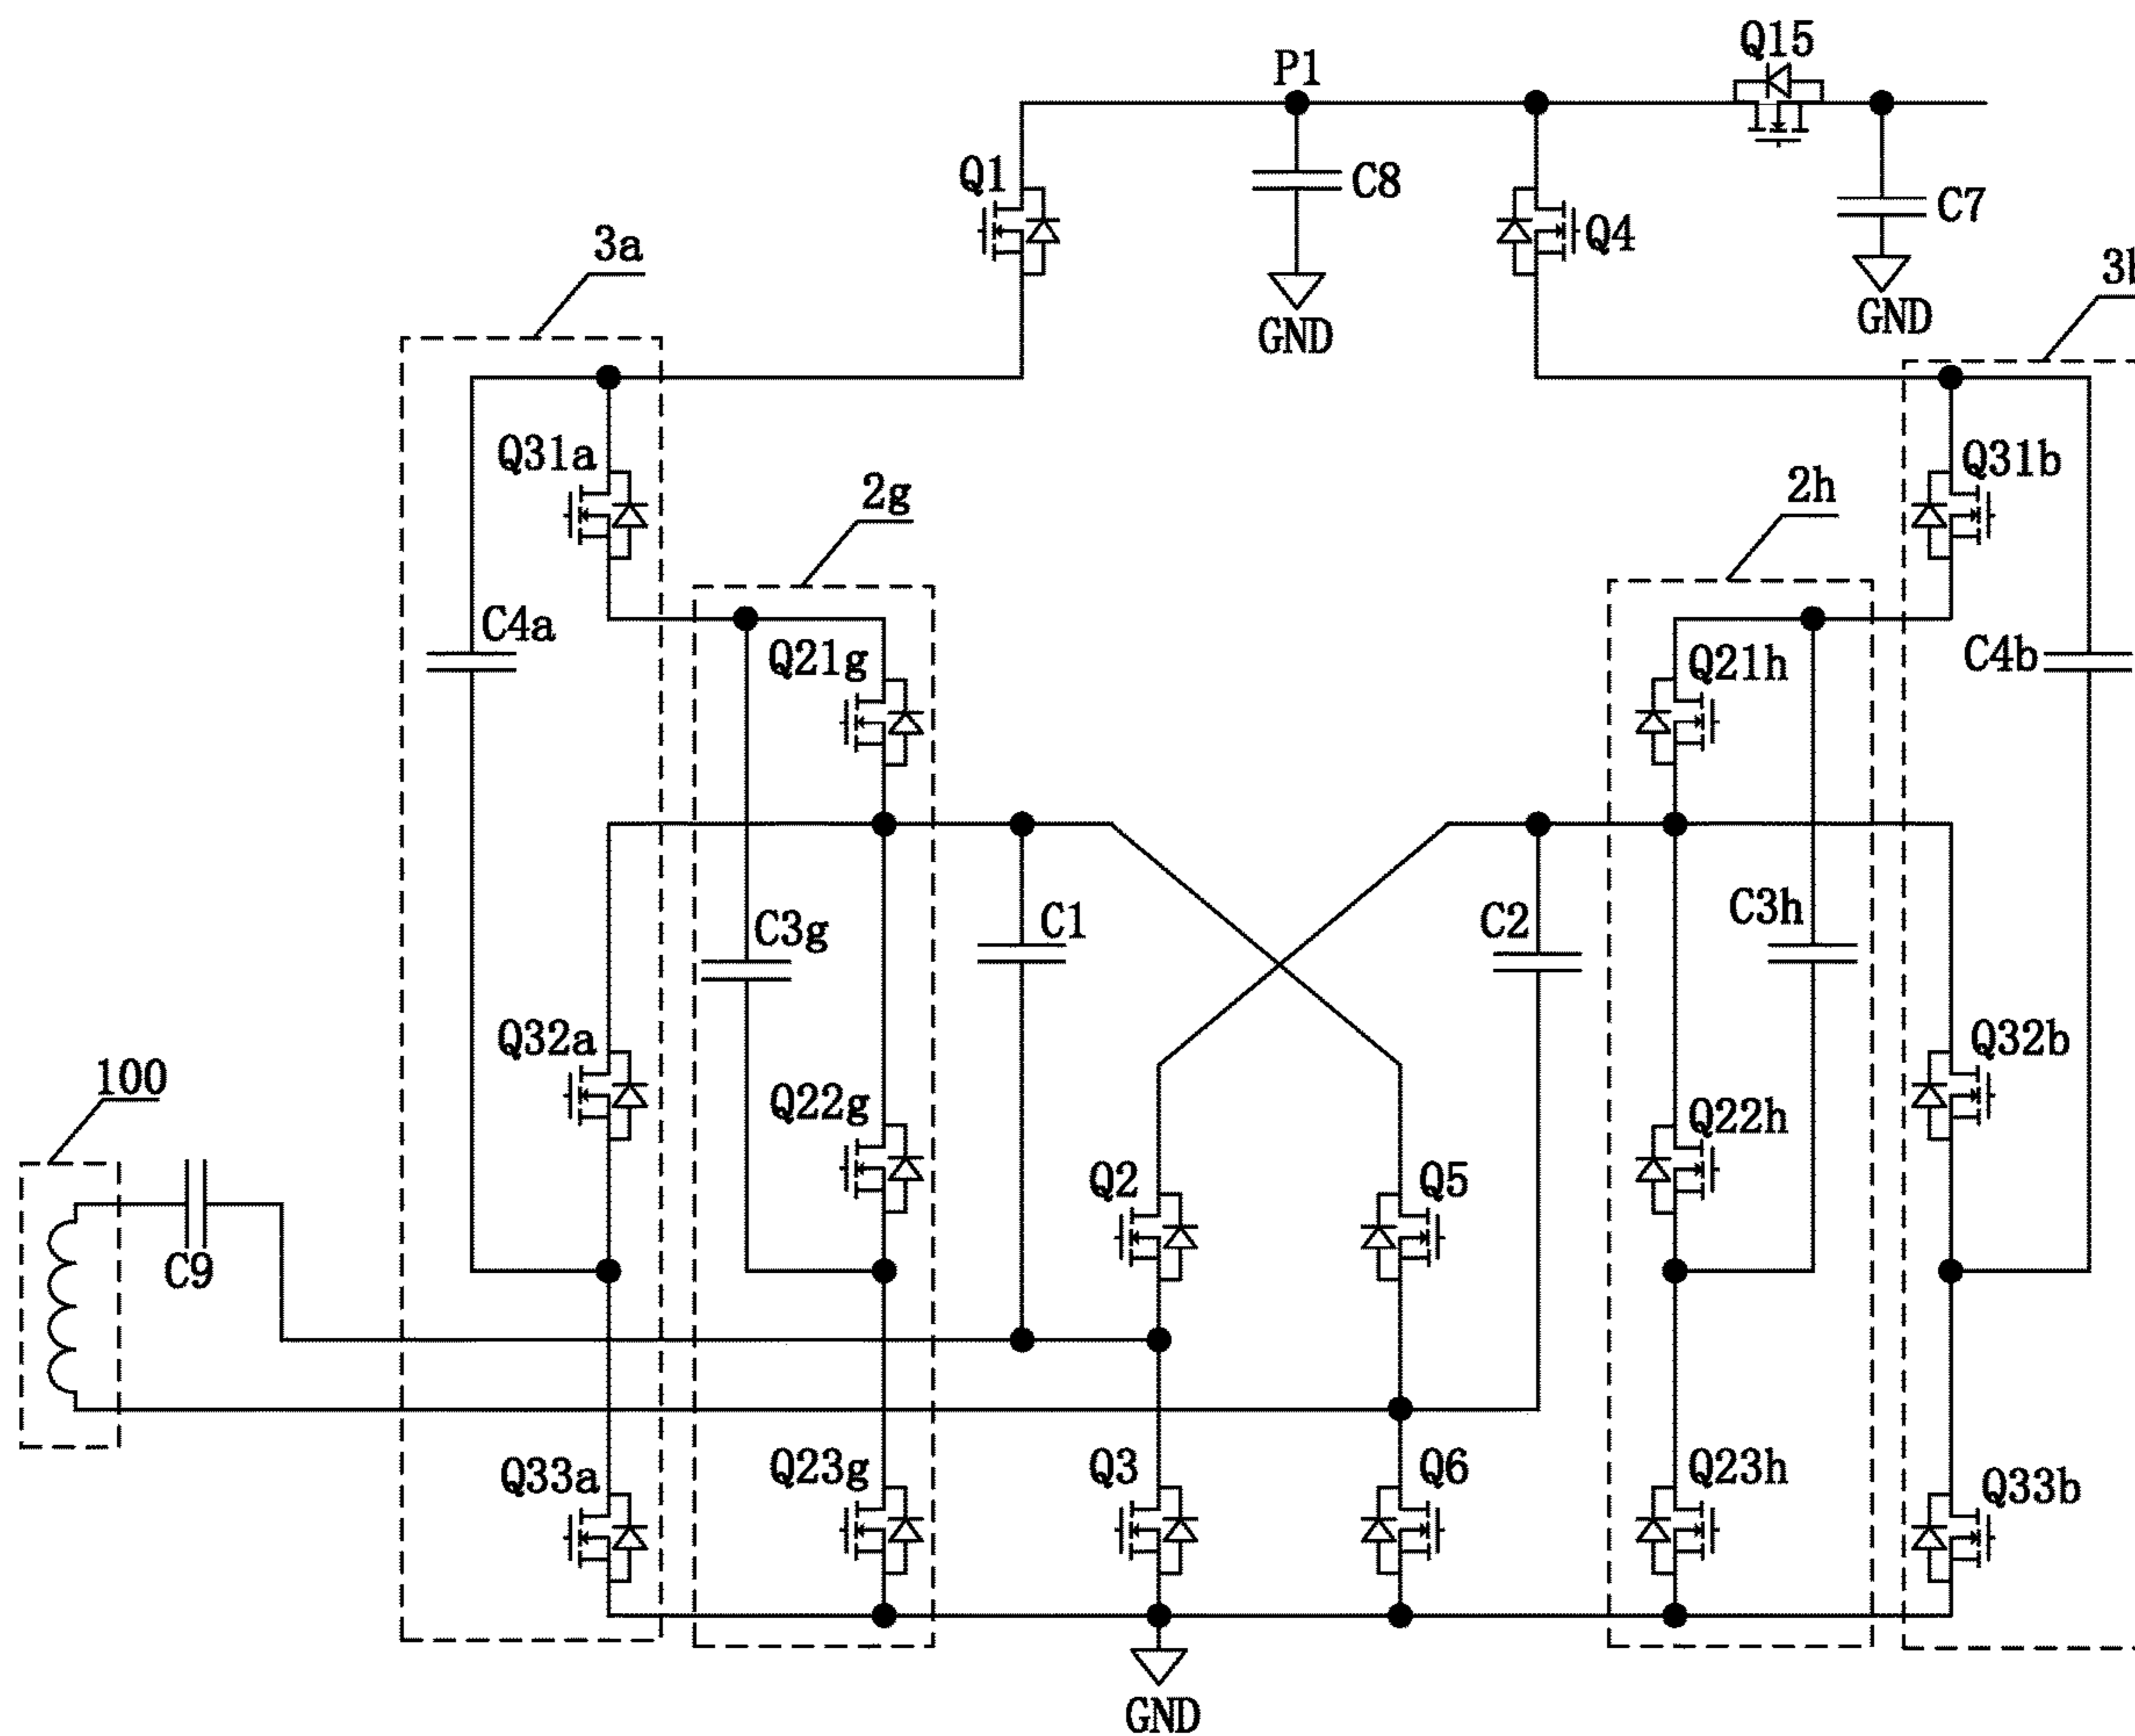 Q15
P1
Q1
C8
Q4
C7
3a
GND
GND
Q31a
2g
2h
Q31b
C4a
Q21g
Q21h
C4b
C3g
C1
C2
C3h
Q32a
Q32b
100
Q22g
Q22h
Q2
Q5
C9
Q33a
Q23g
Q3
Q6
Q23h
Q33b
GND